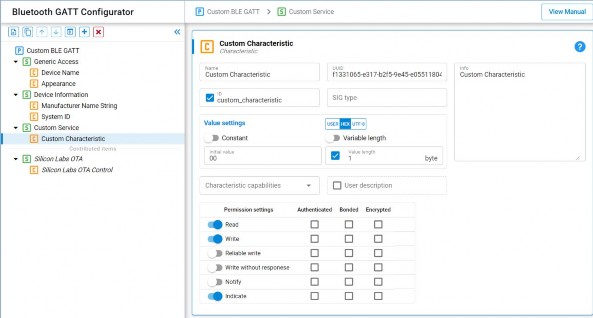 Bluetooth GATT Configurator
Custom BLE GATT > Custom Service
View Manual
Custom BLE GATT
Generic Access
Device Name
Appearance
Device Information
Manufacturer Name String
System ID
Custom Service
Custom Characteristic
Contributed items
Silicon Labs OTA
Silicon Labs OTA Control
Custom Characteristic
Characteristic
Name
Custom Characteristic
UUID
f1331065-e317-b2f5-9e45-e05511804
Info
Custom Characteristic
ID
custom_characteristic
SIG type
Value settings
USER HEX UTF-8
Constant
Variable length
Initial value
00
Value length
1 byte
Characteristic capabilities
User description
Permission settings Authenticated Bonded Encrypted
Read
Write
Reliable write
Write without responese
Notify
Indicate